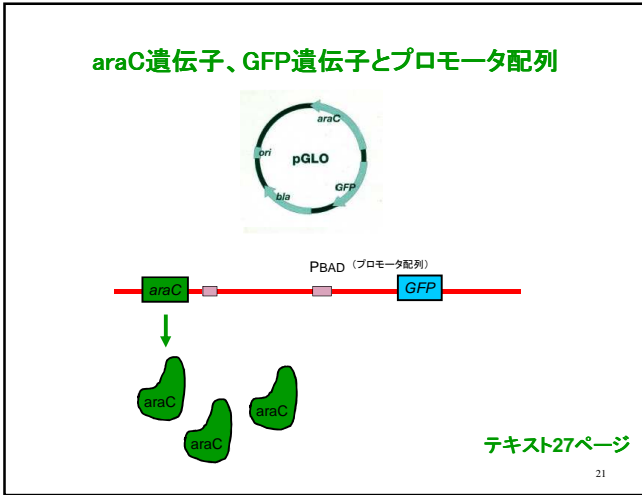 araC遺伝子、GFP遺伝子とプロモータ配列
araC
ori
pGLO
GFP
bla
PBAD (プロモータ配列)
araC
GFP
araC
araC
araC
テキスト27ページ
21